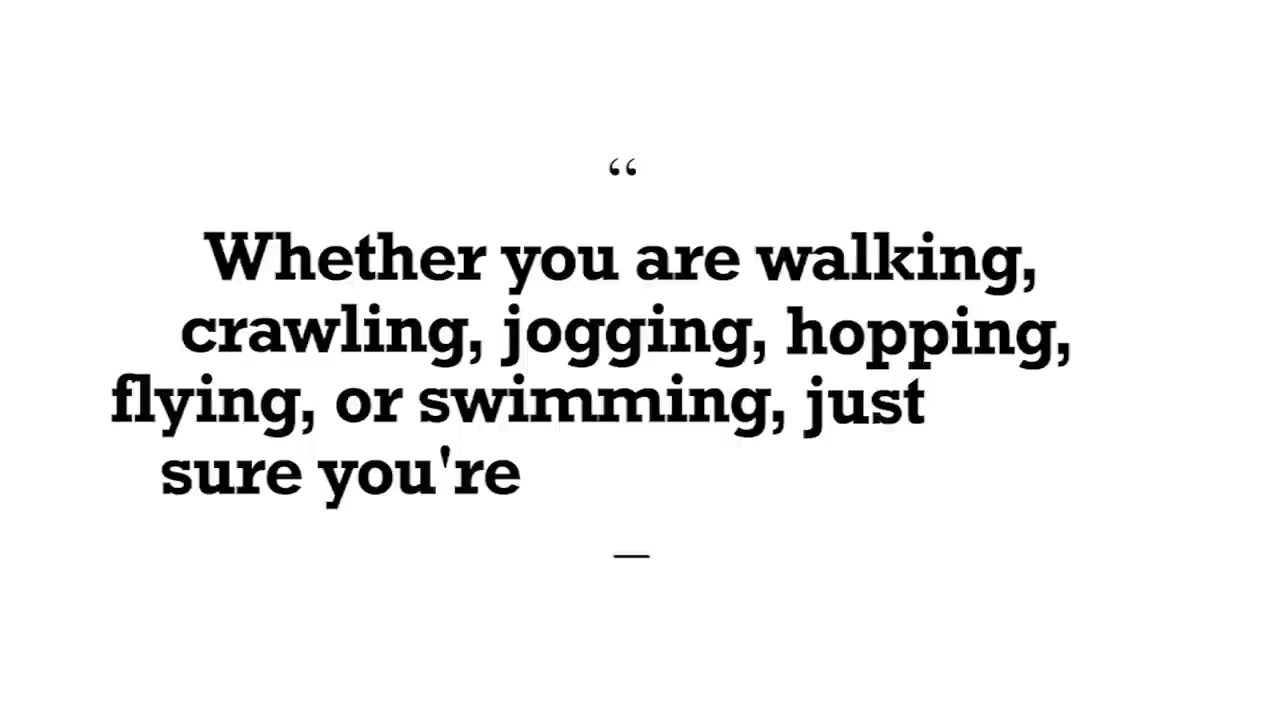 “
Whether you are walking,
crawling, jogging, hopping,
flying, or swimming, just
sure you're
—